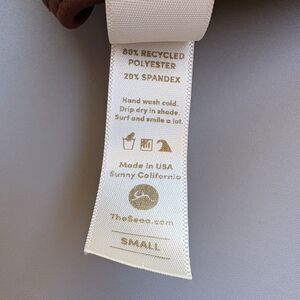 80% RECYCLED
POLYESTER
20% SPANDEX
Hand wash cold.
Drip dry in shade.
Surf and smile a lot.
Made in USA
Sunny California
TheSeea.com
SMALL